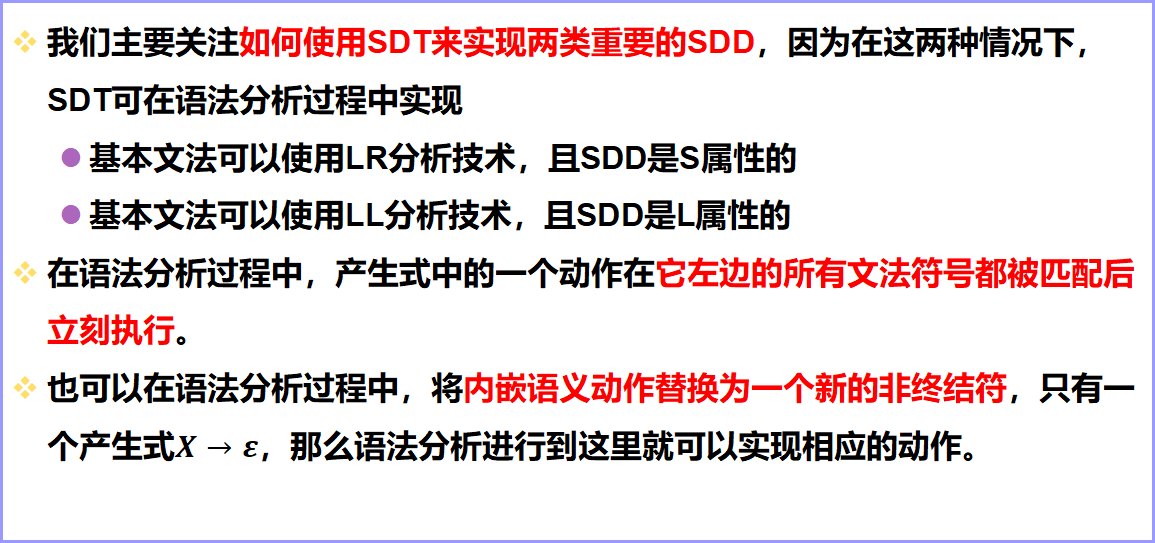 我们主要关注如何使用SDT来实现两类重要的SDD，因为在这两种情况下，
SDT可在语法分析过程中实现
基本文法可以使用LR分析技术，且SDD是S属性的
基本文法可以使用LL分析技术，且SDD是L属性的
在语法分析过程中，产生式中的一个动作在它左边的所有文法符号都被匹配后
立刻执行。
也可以在语法分析过程中，将内嵌语义动作替换为一个新的非终结符，只有一
个产生式X → ε，那么语法分析进行到这里就可以实现相应的动作。